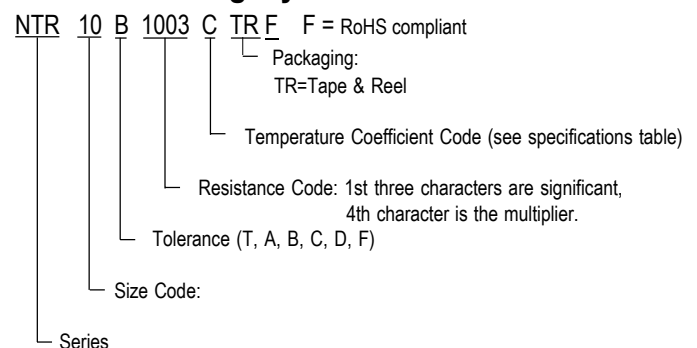 NTR 10 B 1003 C TR F F = RoHS compliant
Packaging:
TR=Tape & Reel
Temperature Coefficient Code (see specifications table)
Resistance Code: 1st three characters are significant,
4th character is the multiplier.
Tolerance (T, A, B, C, D, F)
Size Code:
Series